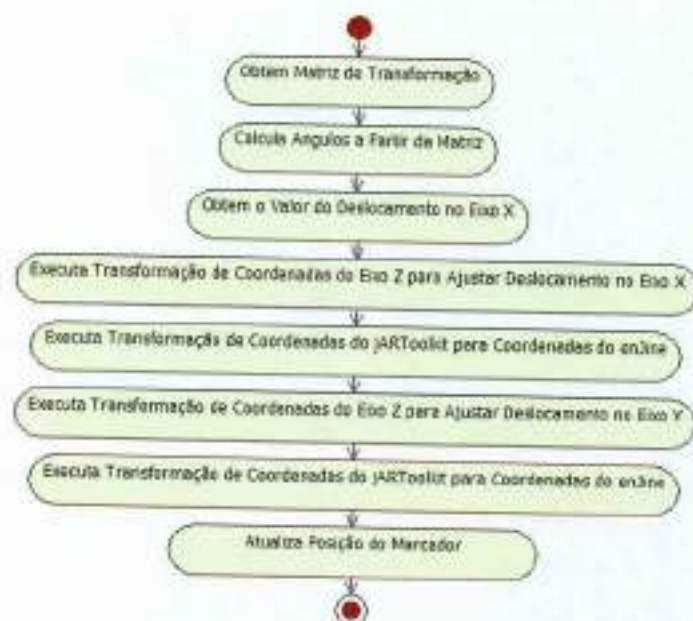 Obtem Matriz de Transformação
Calcula Angulos a Partir da Matriz
Obtem o Valor do Deslocamento no Eixo X
Executa Transformação de Coordenadas do Eixo Z para Ajustar Deslocamento no Eixo X
Executa Transformação de Coordenadas do jARToolkit para Coordenadas do enJine
Executa Transformação de Coordenadas do Eixo Z para Ajustar Deslocamento no Eixo Y
Executa Transformação de Coordenadas do jARToolkit para Coordenadas do enJine
Atualiza Posição do Marcador